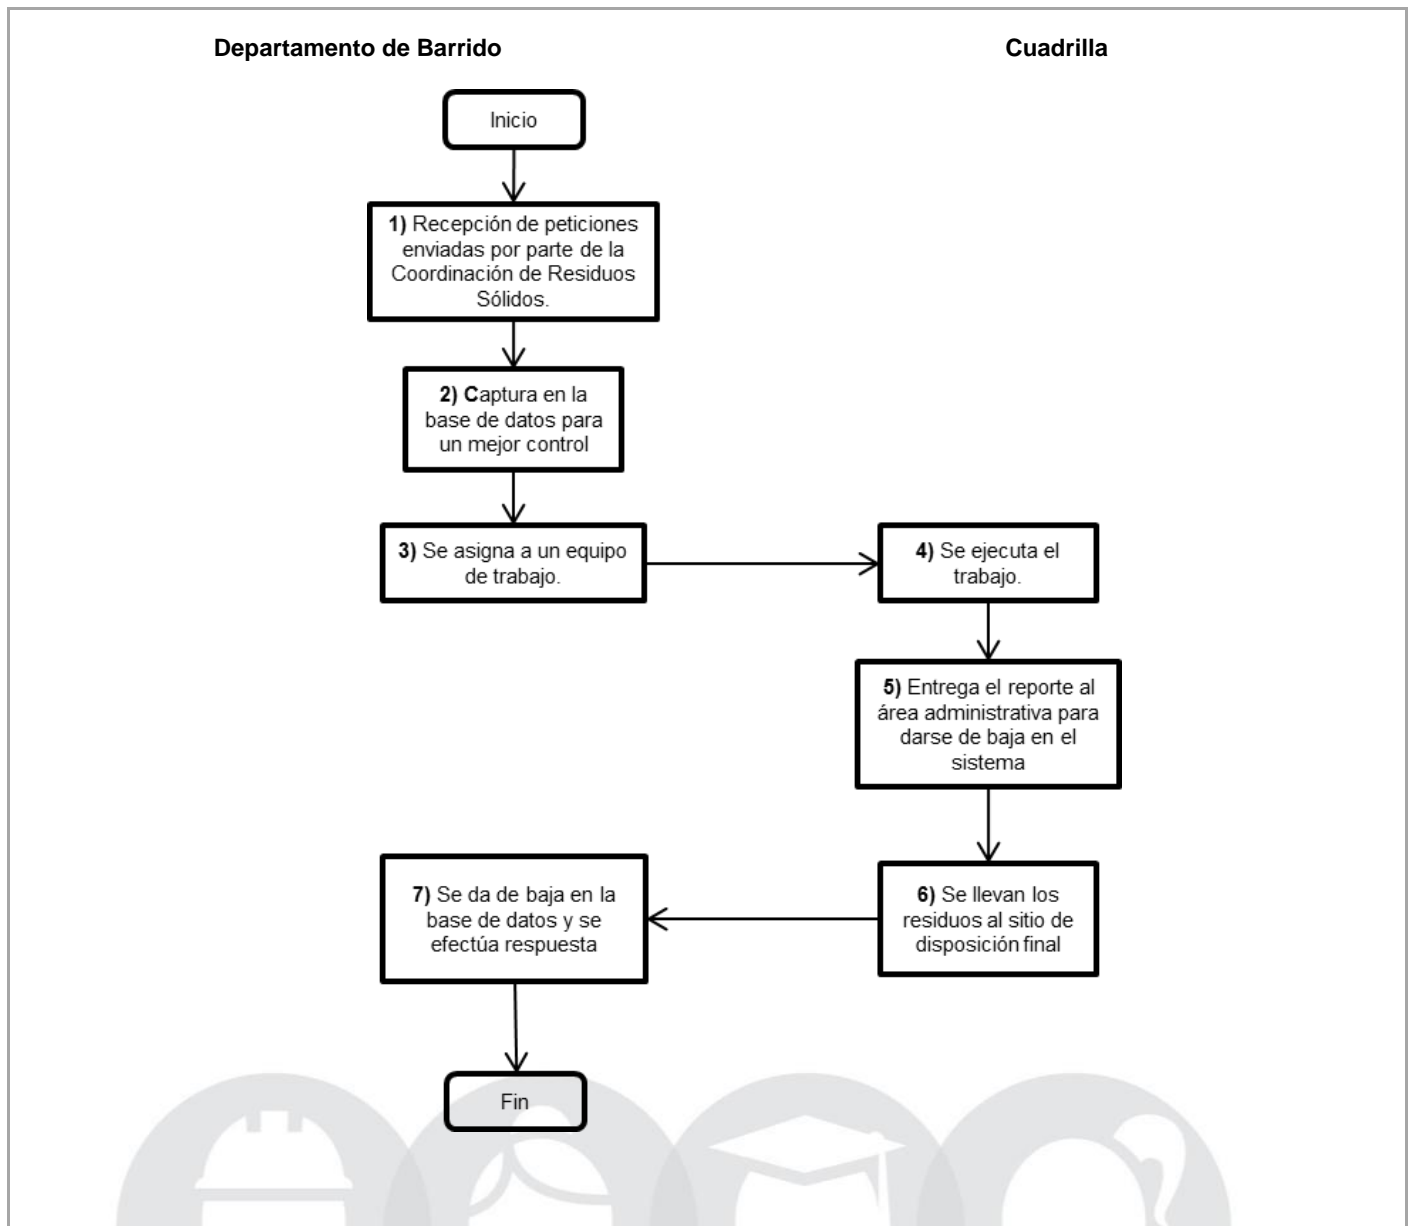 Departamento de Barrido
Cuadrilla
Inicio
1) Recepción de peticiones
enviadas por parte de la
Coordinación de Residuos
Sólidos.
2) Captura en la
base de datos para
un mejor control
3) Se asigna a un equipo
de trabajo.
4) Se ejecuta el
trabajo.
5) Entrega el reporte al
área administrativa para
darse de baja en el
sistema
6) Se llevan los
residuos al sitio de
disposición final
7) Se da de baja en la
base de datos y se
efectúa respuesta
Fin